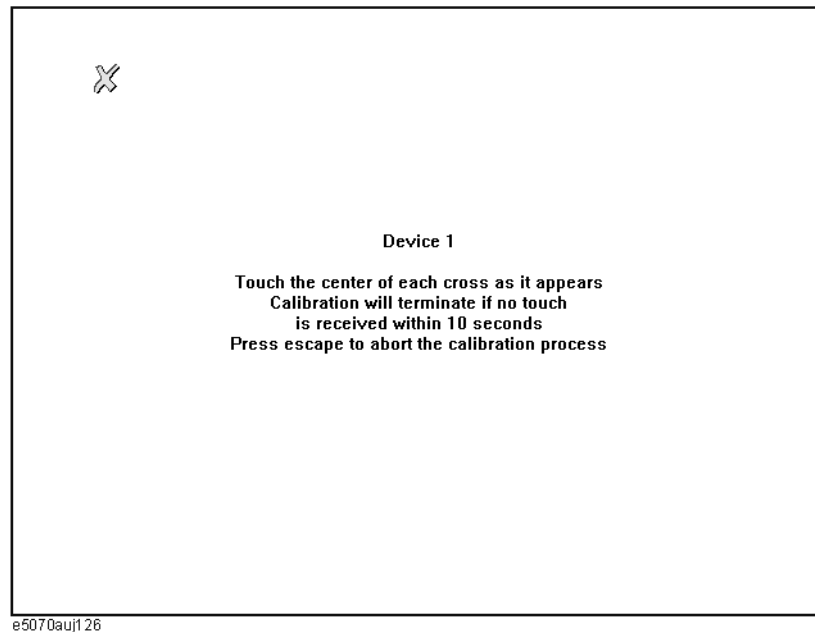 Device 1
Touch the center of each cross as it appears
Calibration will terminate if no touch
is received within 10 seconds
Press escape to abort the calibration process
e5070auj126